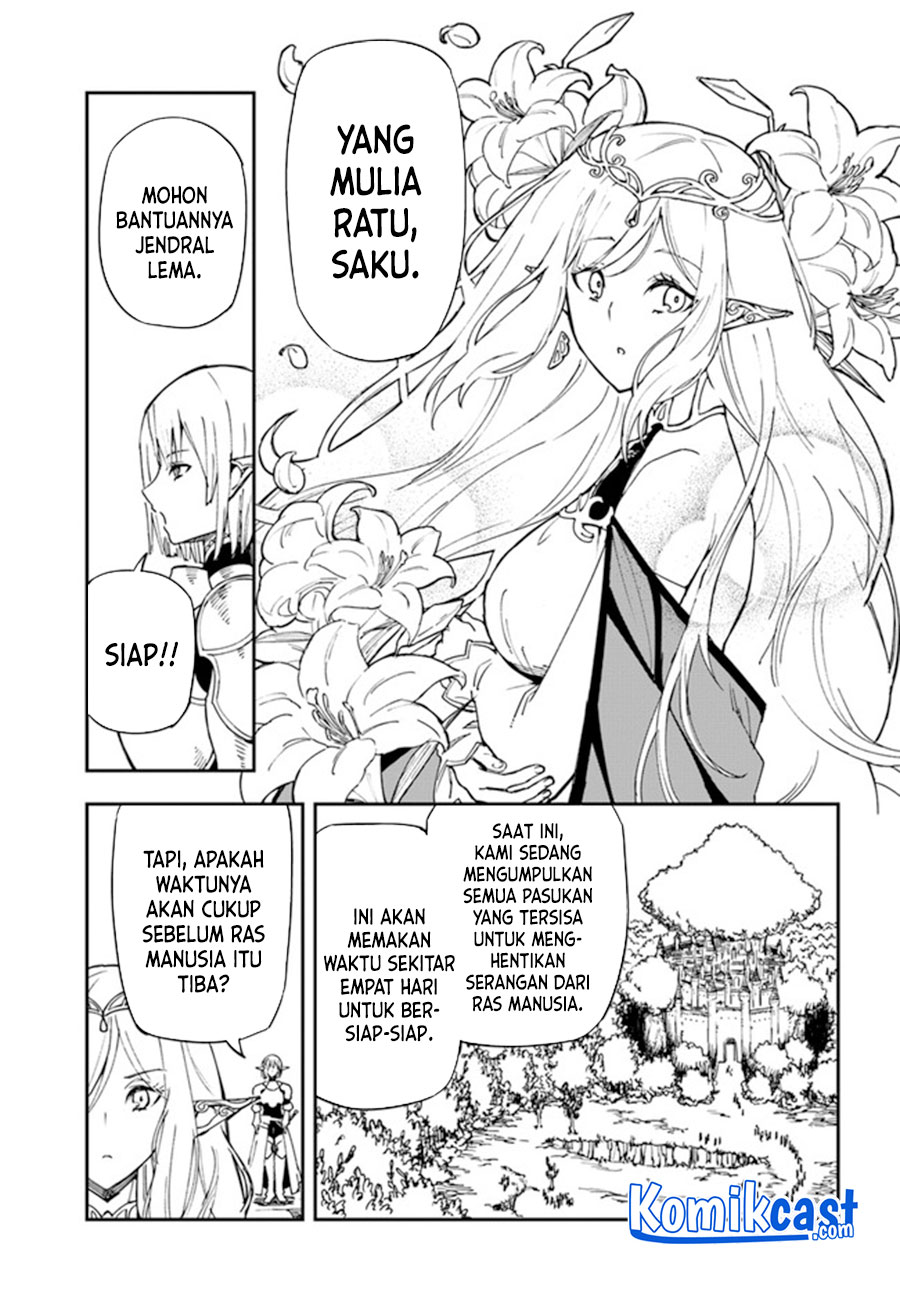 YANG
MULIA
RATU,
SAKU.
MOHON
BANTUANNYA
JENDRAL
LEMA.
SIAP!!
SAAT INI,
KAMI SEDANG
MENGUMPULKAN
SEMUA PASUKAN
YANG TERSISA
UNTUK MENG-
HENTIKAN
SERANGAN DARI
RAS MANUSIA.
INI AKAN
MEMAKAN
WAKTU SEKITAR
EMPAT HARI
UNTUK BER-
SIAP-SIAP.
TAPI, APAKAH
WAKTUNYA
AKAN CUKUP
SEBELUM RAS
MANUSIA ITU
TIBA?
Komikcast
.com